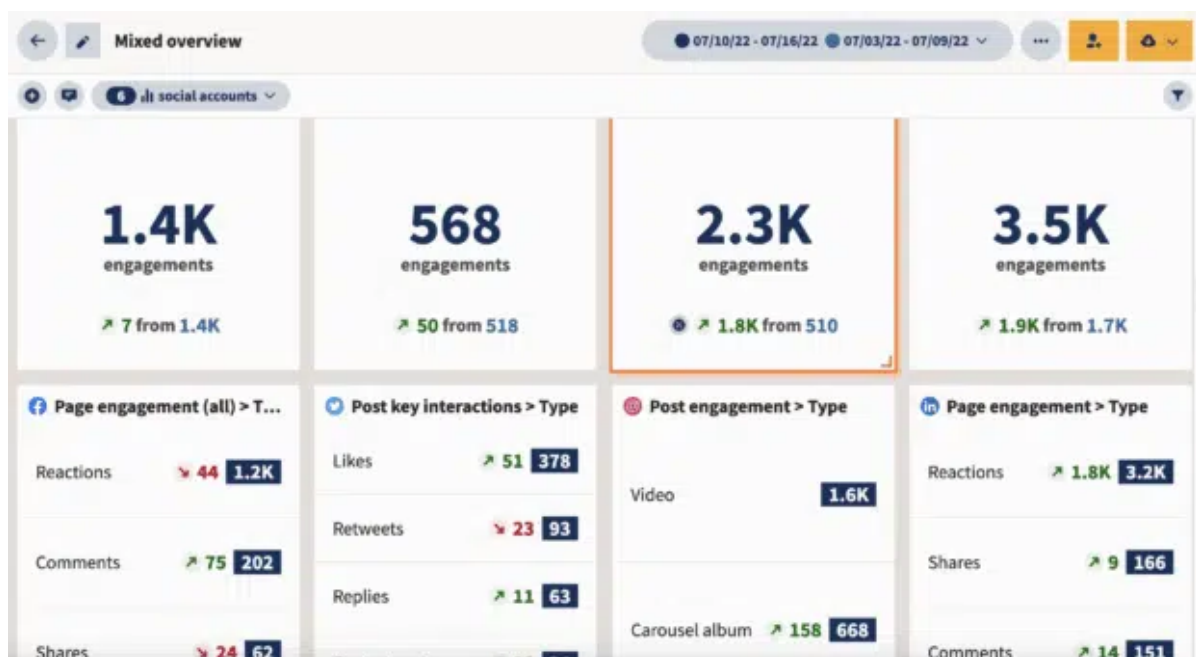 Mixed overview
07/10/22 - 07/16/22 07/03/22 - 07/09/22
...
6 social accounts
1.4K
engagements
7 from 1.4K
568
engagements
50 from 518
2.3K
engagements
1.8K from 510
3.5K
engagements
1.9K from 1.7K
Page engagement (all) > T...
Reactions 44 1.2K
Comments 75 202
Shares 24 62
Post key interactions > Type
Likes 51 378
Retweets 23 93
Replies 11 63
Post engagement > Type
Video 1.6K
Carousel album 158 668
in Page engagement > Type
Reactions 1.8K 3.2K
Shares 9 166
Comments 14 151